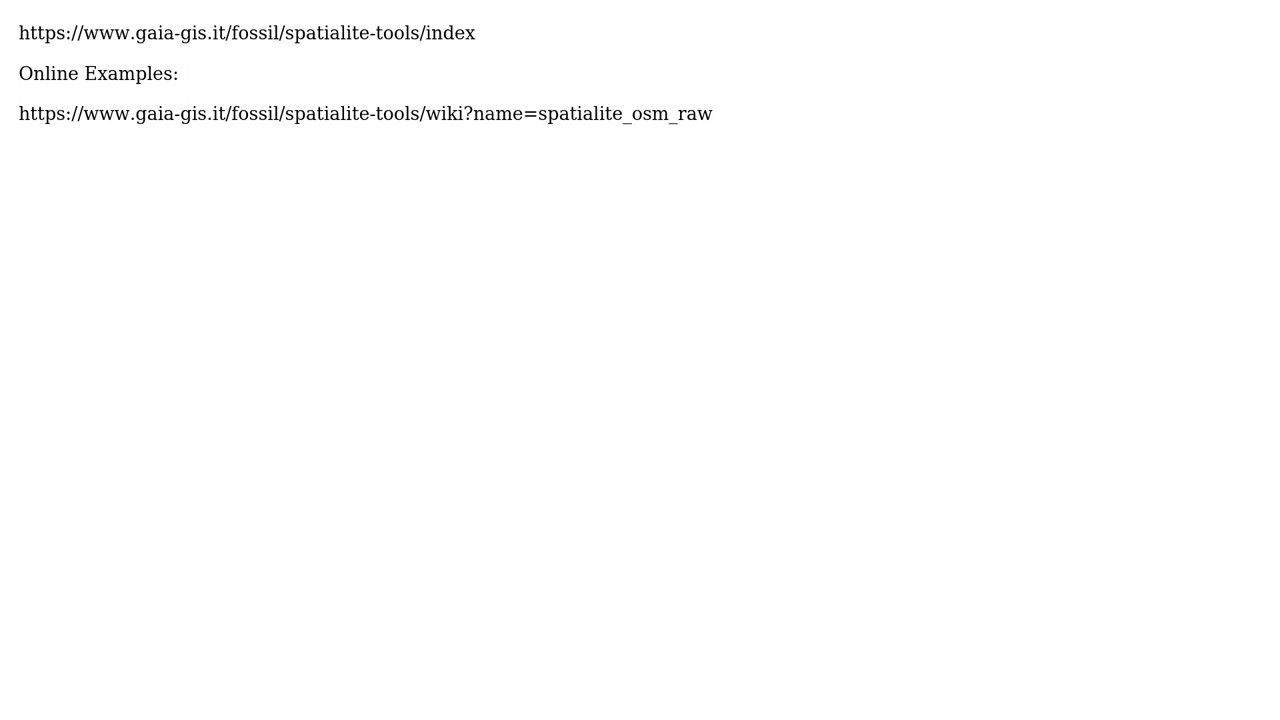 https://www.gaia-gis.it/fossil/spatialite-tools/index
Online Examples:
https://www.gaia-gis.it/fossil/spatialite-tools/wiki?name=spatialite_osm_raw